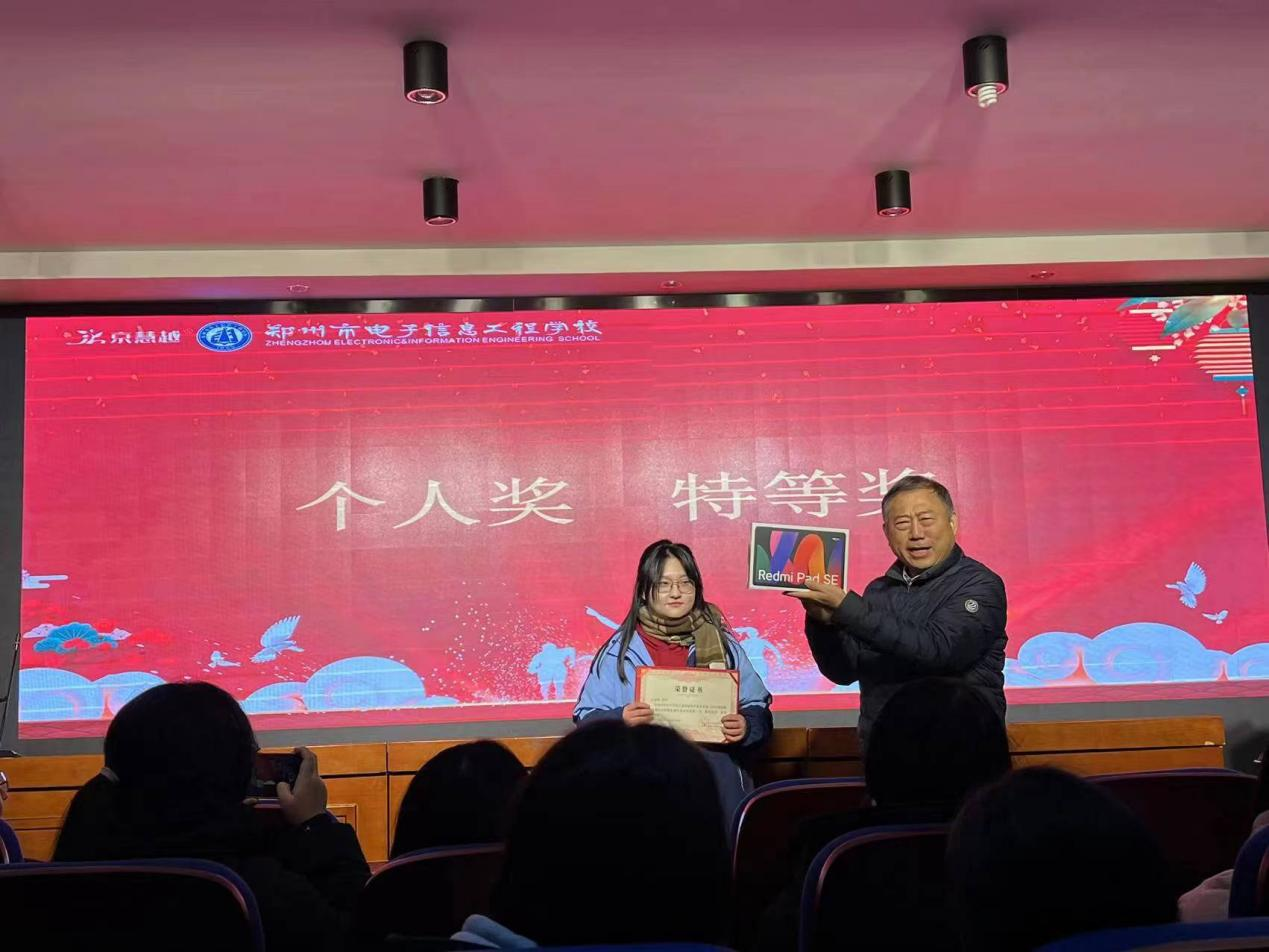 京慧越 郑州市电子信息工程学校
ZHENGZHOU ELECTRONIC&INFORMATION ENGINEERING SCHOOL
个人奖 特等奖
Redmi Pad SE
荣誉证书